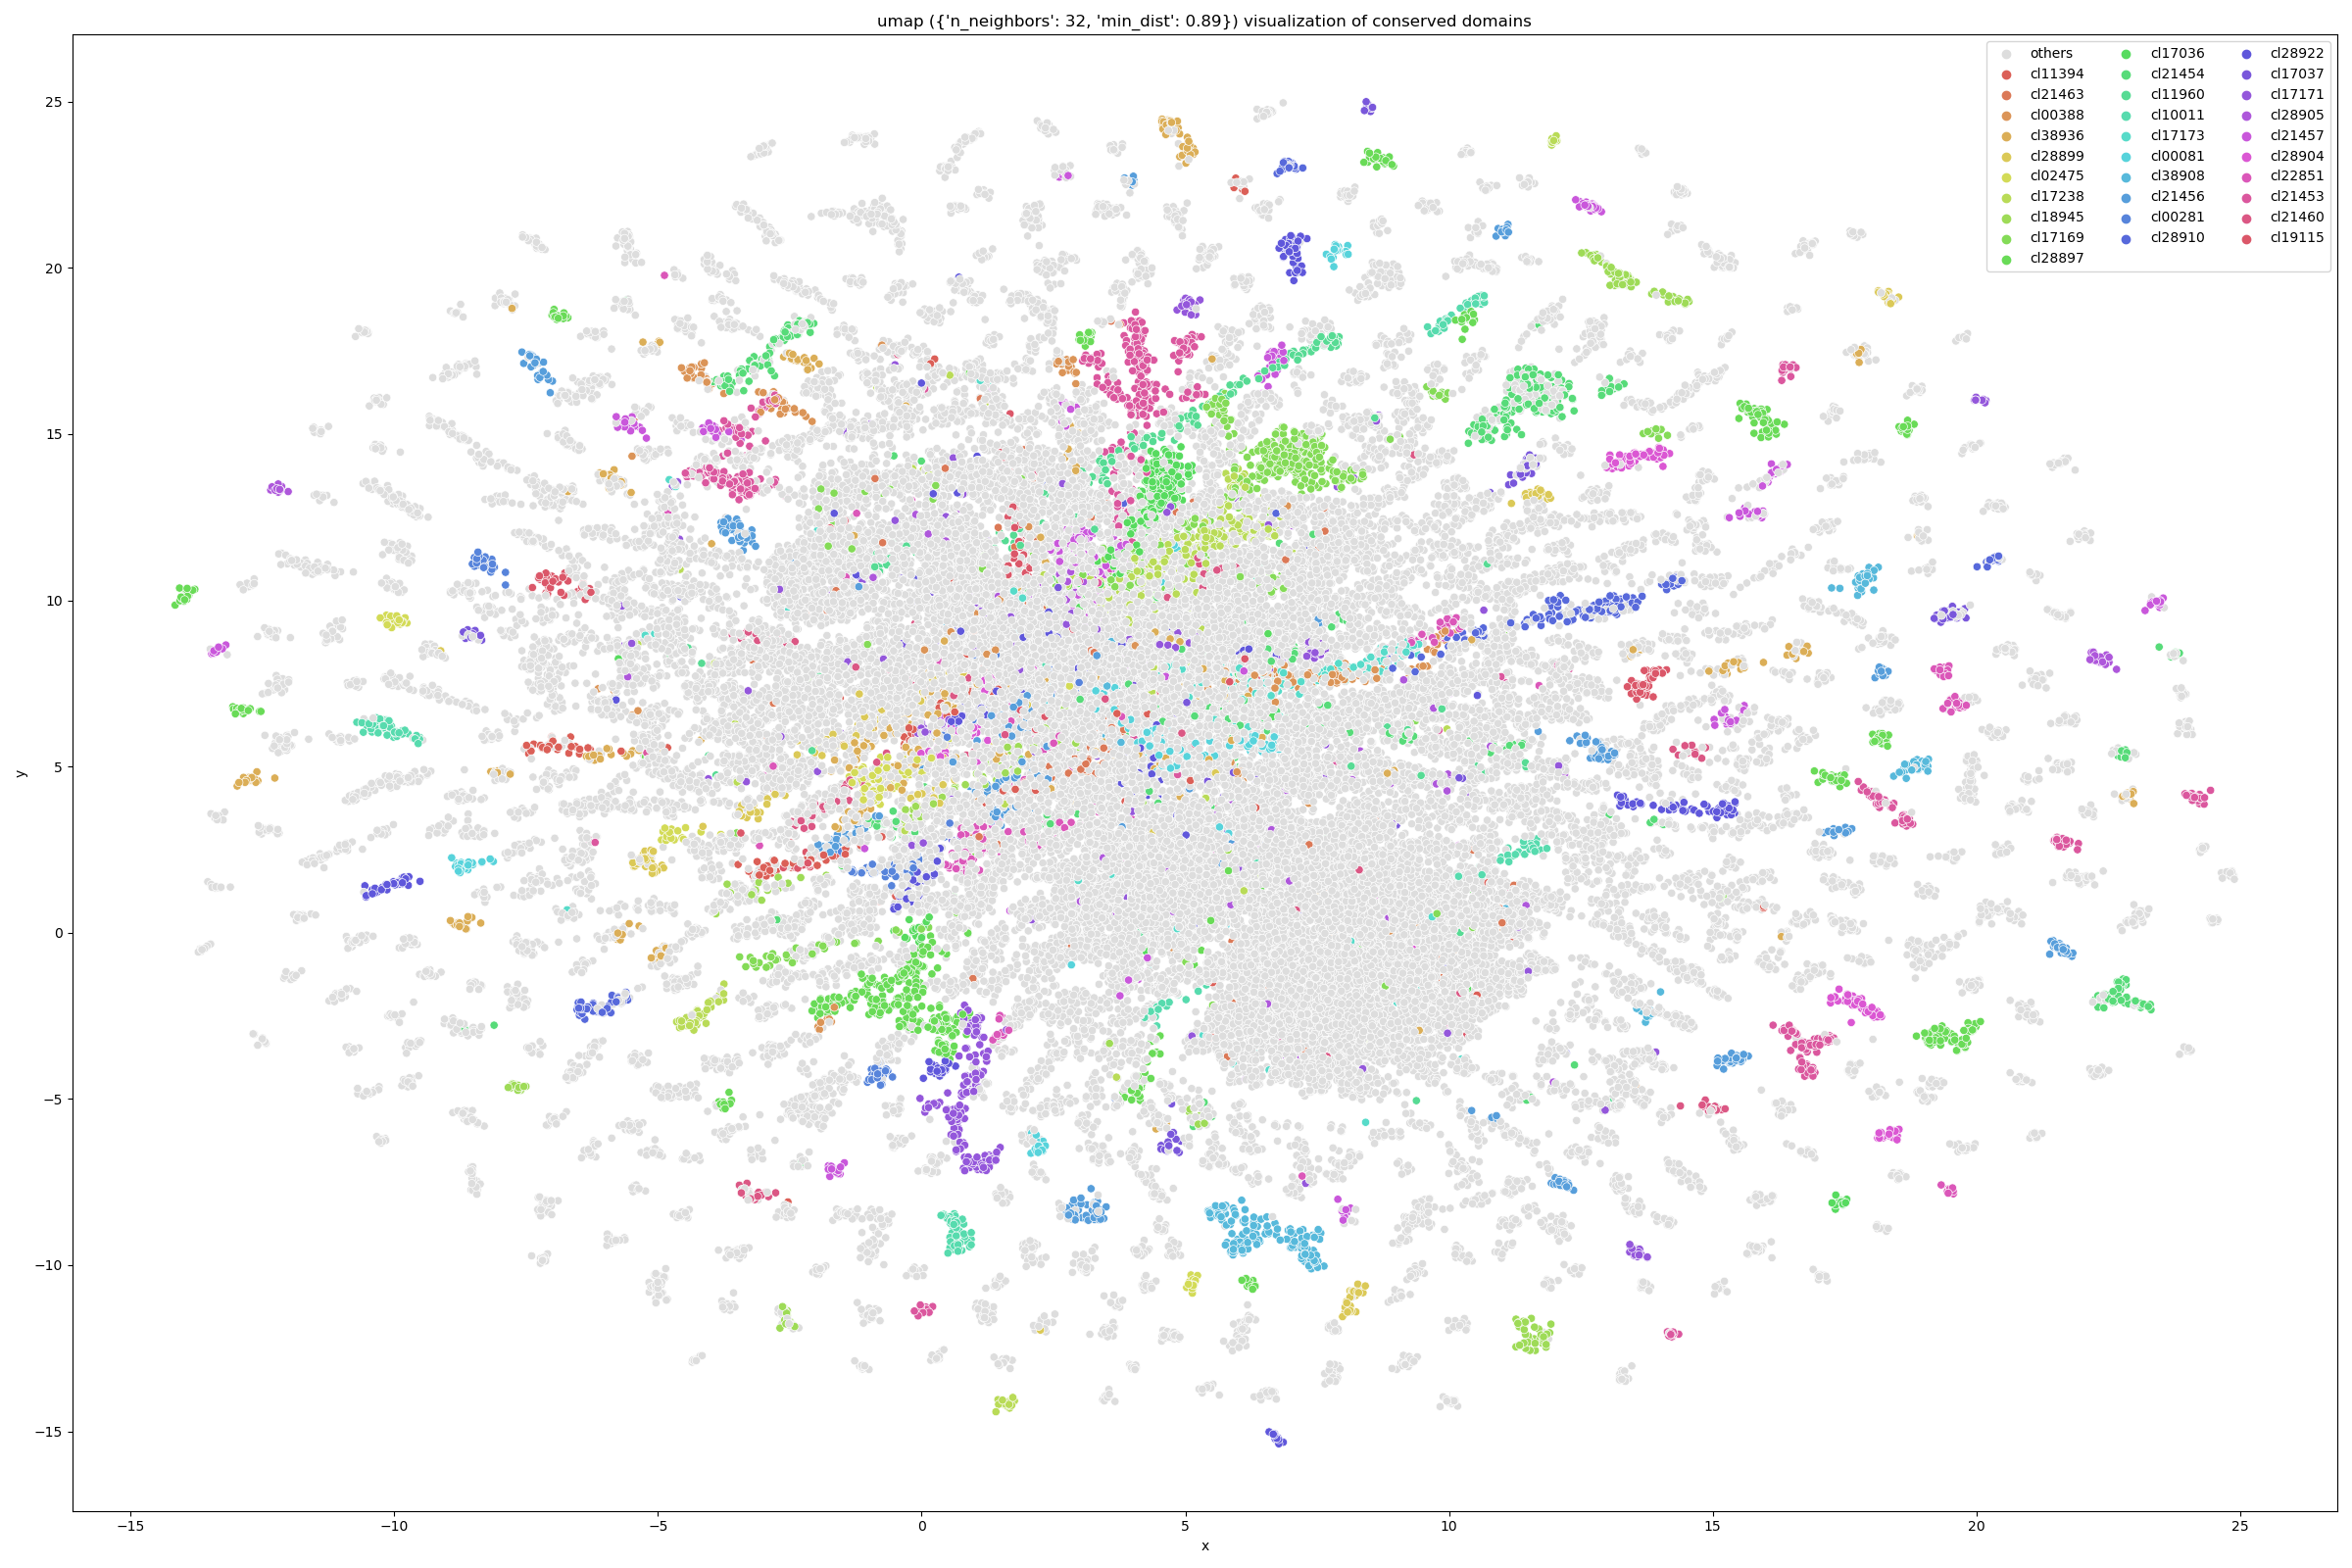 umap ({'n_neighbors': 32, 'min_dist': 0.89}) visualization of conserved domains
others
cl11394
cl21463
cl00388
cl38936
cl28899
cl02475
cl17238
cl18945
cl17169
cl28897
cl17036
cl21454
cl11960
cl10011
cl17173
cl00081
cl38908
cl21456
cl00281
cl28910
cl28922
cl17037
cl17171
cl28905
cl21457
cl28904
cl22851
cl21453
cl21460
cl19115
y
25
20
15
10
5
0
−5
−10
−15
−15
−10
−5
0
5
10
15
20
25
x